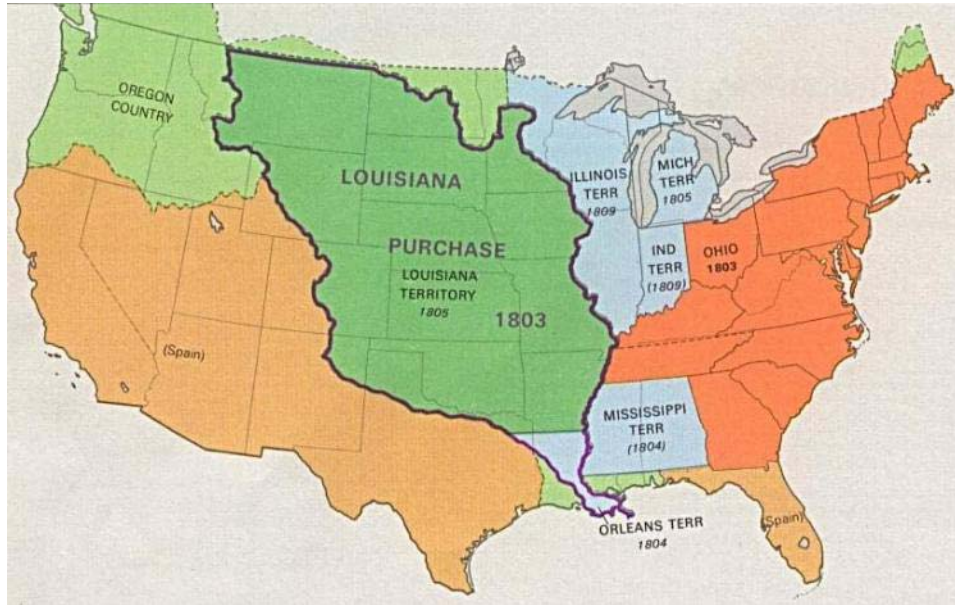 OREGON
COUNTRY
LOUISIANA
PURCHASE
LOUISIANA
TERRITORY
1805
1803
ILLINOIS
TERR
1809
MICH
TERR
1805
IND
TERR
(1809)
OHIO
1803
(Spain)
MISSISSIPPI
TERR
(1804)
ORLEANS TERR
1804
(Spain)